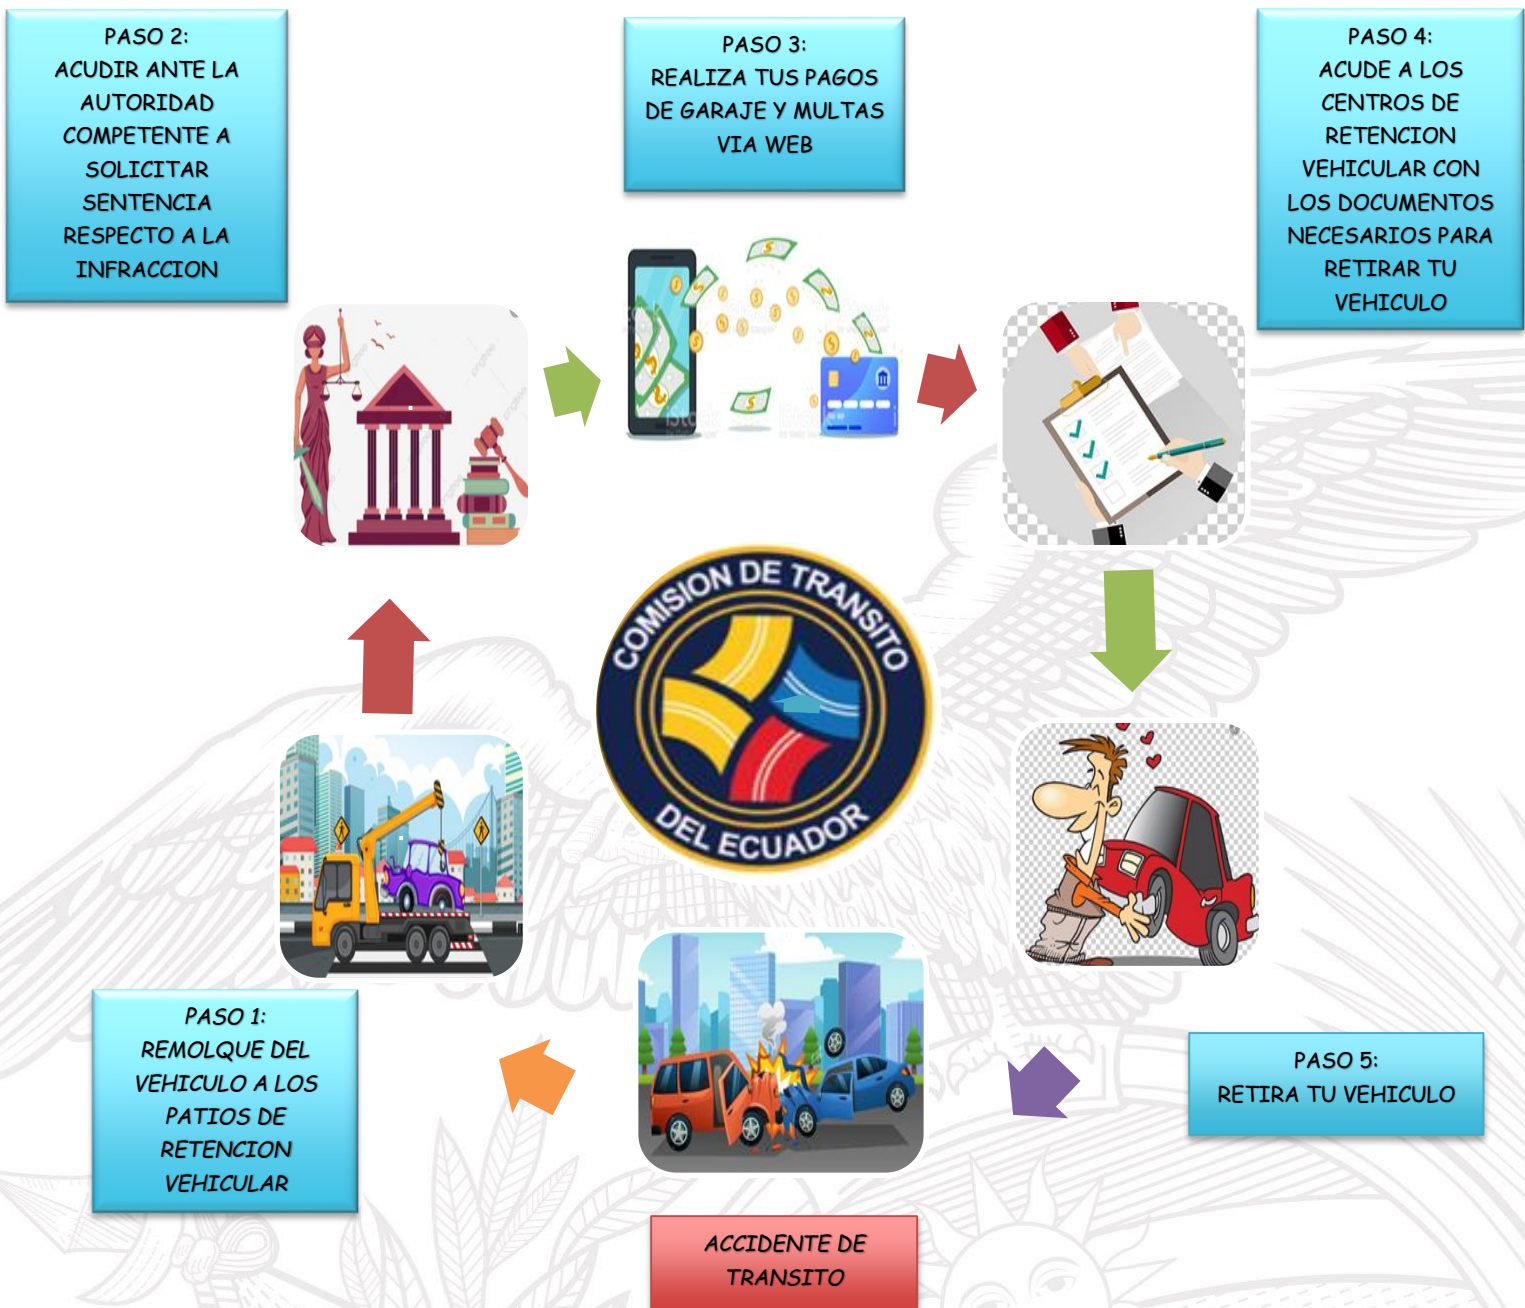 PASO 2:
ACUDIR ANTE LA
AUTORIDAD
COMPETENTE A
SOLICITAR
SENTENCIA
RESPECTO A LA
INFRACCION
PASO 3:
REALIZA TUS PAGOS
DE GARAJE Y MULTAS
VIA WEB
PASO 4:
ACUDE A LOS
CENTROS DE
RETENCION
VEHICULAR CON
LOS DOCUMENTOS
NECESARIOS PARA
RETIRAR TU
VEHICULO
iStock
COMISION DE TRANSITO
DEL ECUADOR
PASO 1:
REMOLQUE DEL
VEHICULO A LOS
PATIOS DE
RETENCION
VEHICULAR
PASO 5:
RETIRA TU VEHICULO
ACCIDENTE DE
TRANSITO